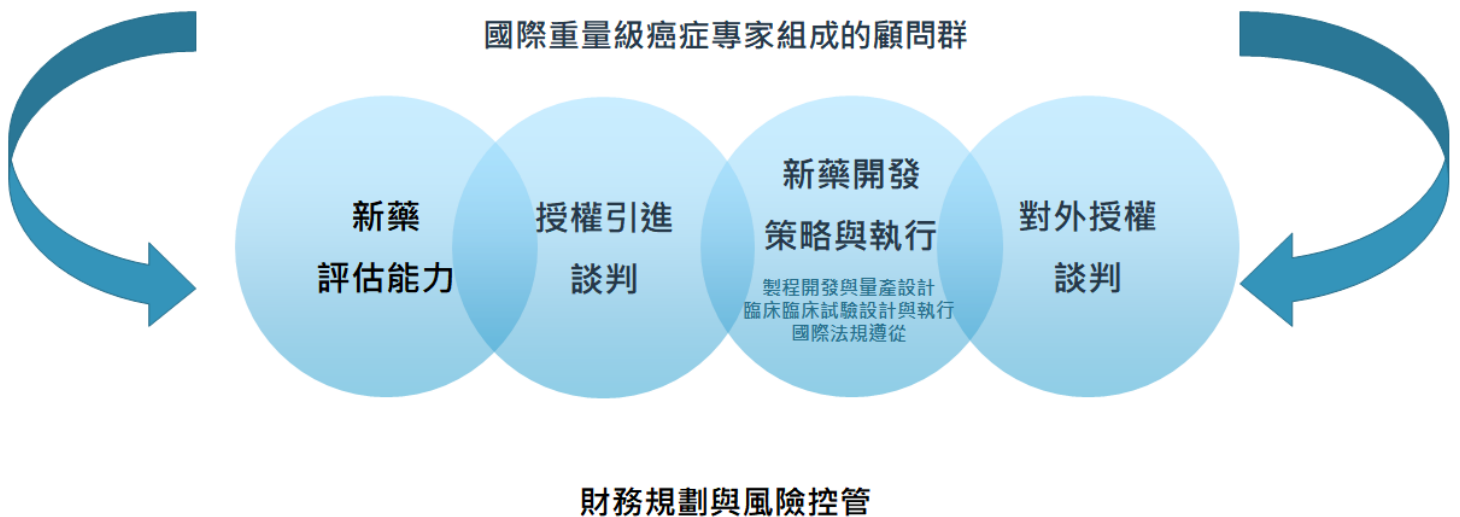 國際重量級癌症專家組成的顧問群
新藥
評估能力
授權引進
談判
新藥開發
策略與執行
製程開發與量產設計
臨床臨床試驗設計與執行
國際法規遵從
對外授權
談判
財務規劃與風險控管